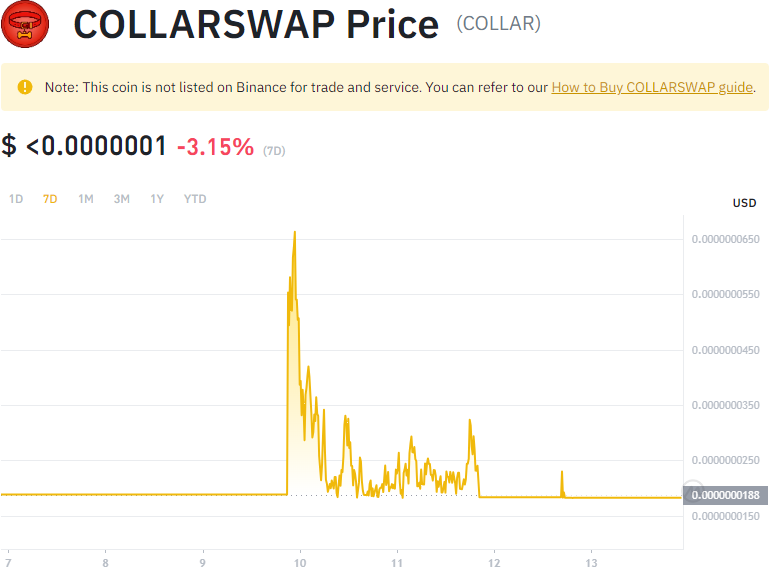 COLLARSWAP Price (COLLAR)
Note: This coin is not listed on Binance for trade and service. You can refer to our How to Buy COLLARSWAP guide.
$ <0.0000001 -3.15% (7D)
1D 7D 1M 3M 1Y YTD
USD
0.0000000650
0.0000000550
0.0000000450
0.0000000350
0.0000000250
0.0000000188
0.0000000150
7 8 9 10 11 12 13